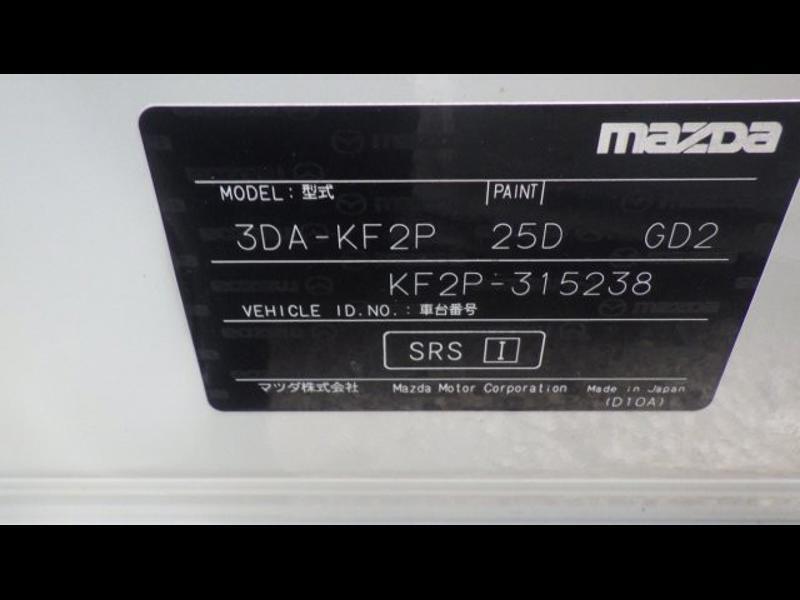 mazda
MODEL:型式 PAINT
3DA-KF2P 25D GD2
KF2P-315238
VEHICLE ID.NO.:車台番号
SRS I
マツダ株式会社 Mazda Motor Corporation Made in Japan
(D10A)